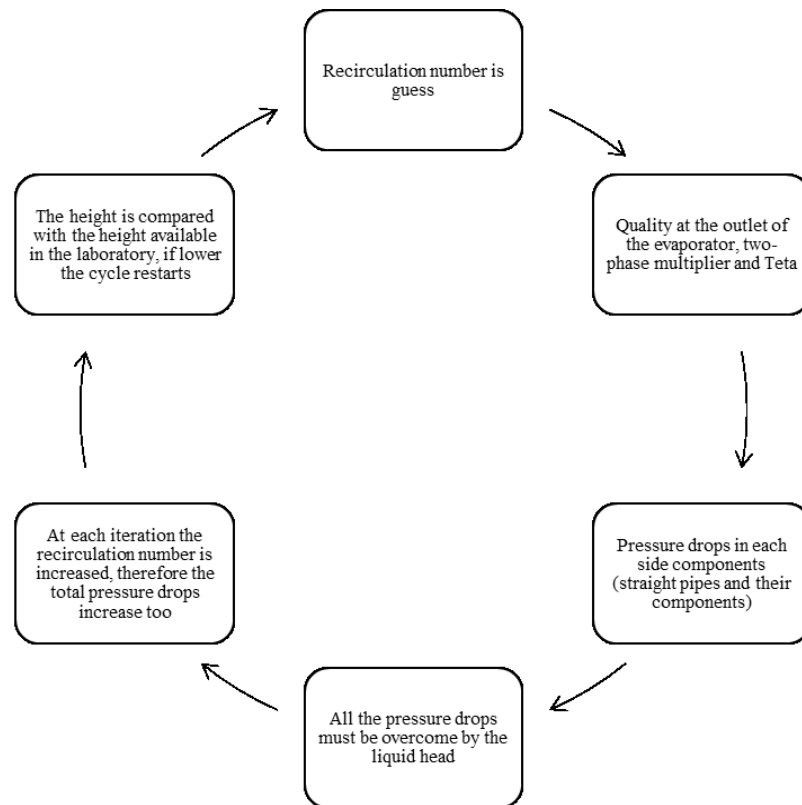 Recirculation number is
guess
Quality at the outlet of
the evaporator, two-
phase multiplier and Teta
Pressure drops in each
side components
(straight pipes and their
components)
All the pressure drops
must be overcome by the
liquid head
At each iteration the
recirculation number is
increased, therefore the
total pressure drops
increase too
The height is compared
with the height available
in the laboratory, if lower
the cycle restarts